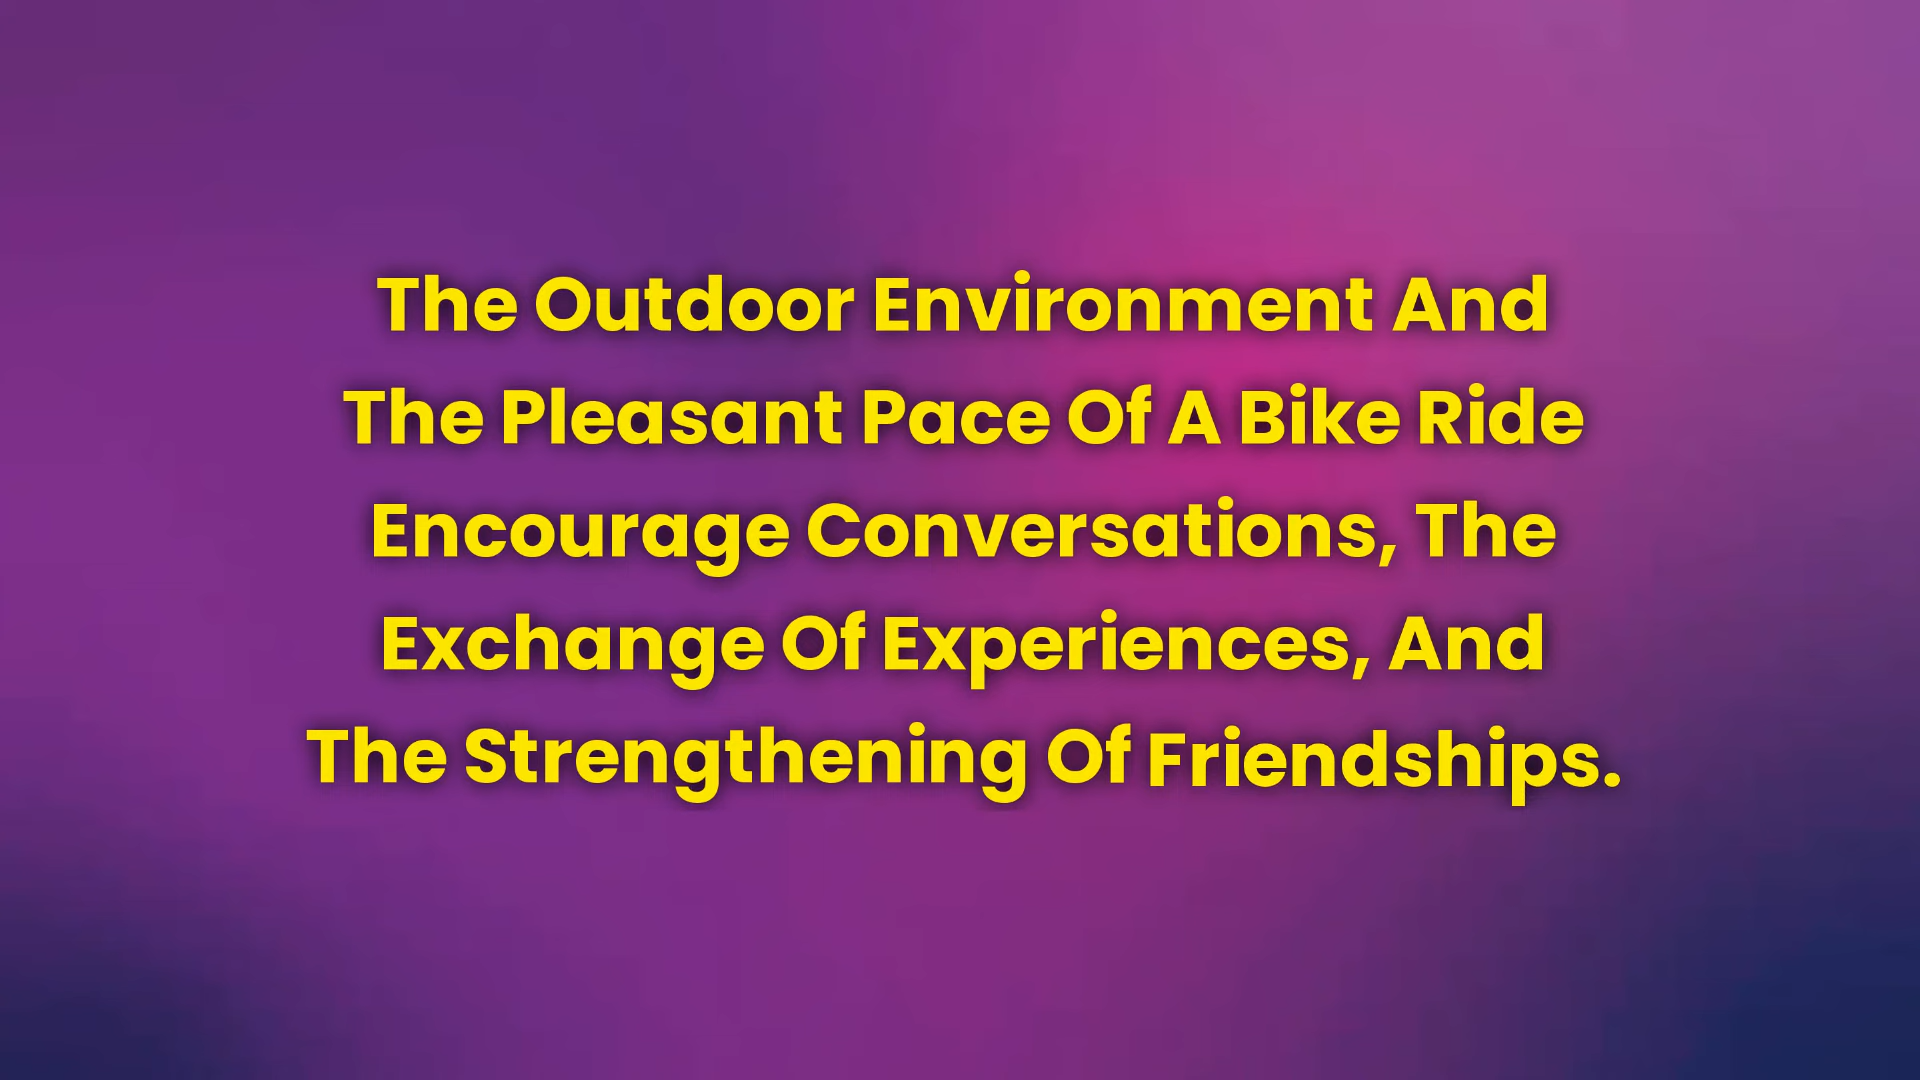 The Outdoor Environment And
The Pleasant Pace Of A Bike Ride
Encourage Conversations, The
Exchange Of Experiences, And
The Strengthening Of Friendships.